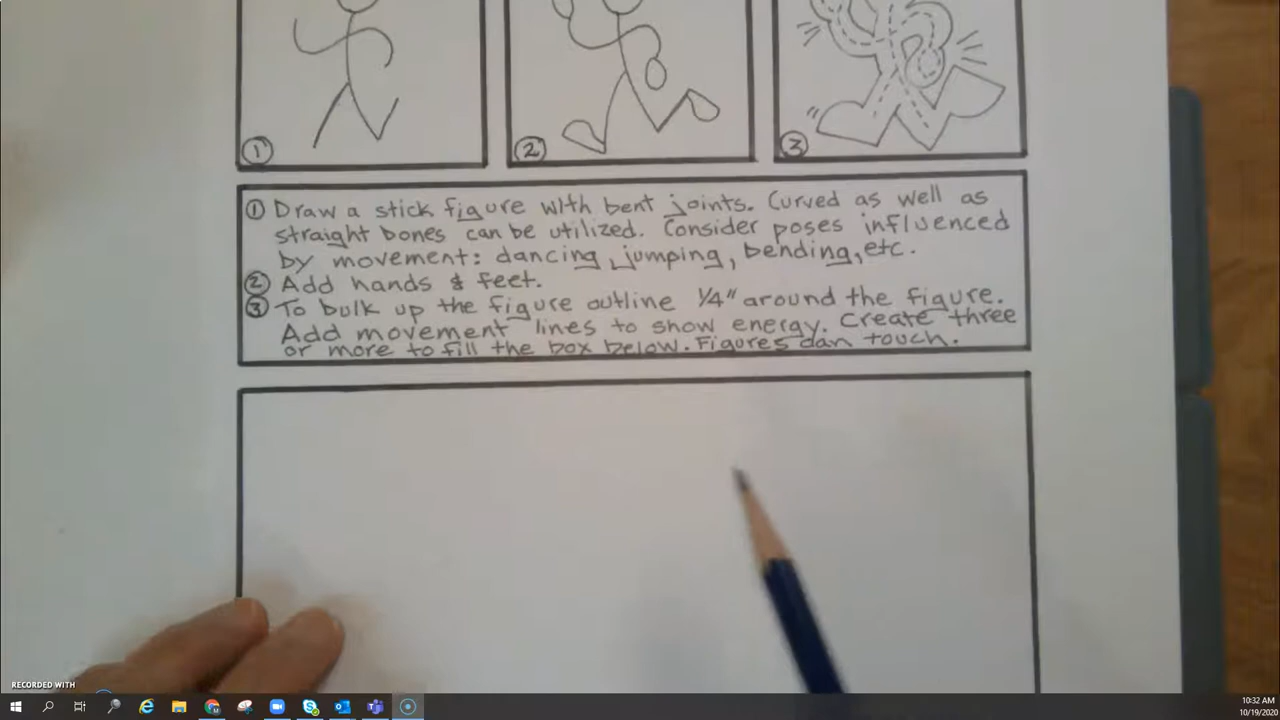 ①
②
③
① Draw a stick figure with bent joints. Curved as well as
straight bones can be utilized. Consider poses influenced
by movement: dancing, jumping, bending, etc.
② Add hands & feet.
③ To bulk up the figure outline 1/4" around the figure.
Add movement lines to show energy. Create three
or more to fill the box below. Figures can touch.
RECORDED WITH
10:32 AM
10/19/2020